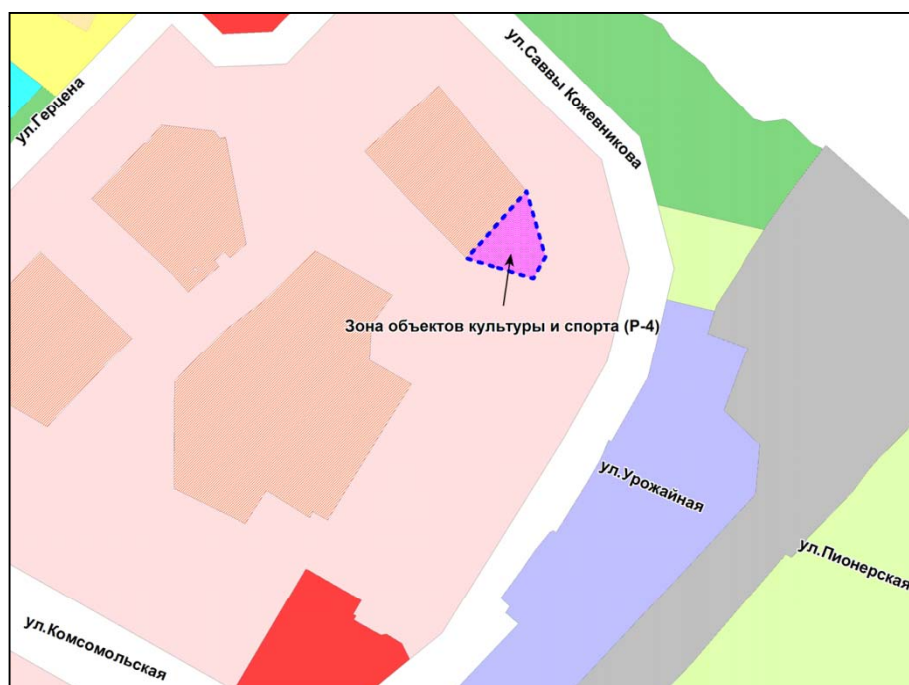 ул.Саввы Кожевникова
ул.Герцена
Зона объектов культуры и спорта (Р-4)
ул.Урожайная
ул.Пионерская
ул.Комсомольская